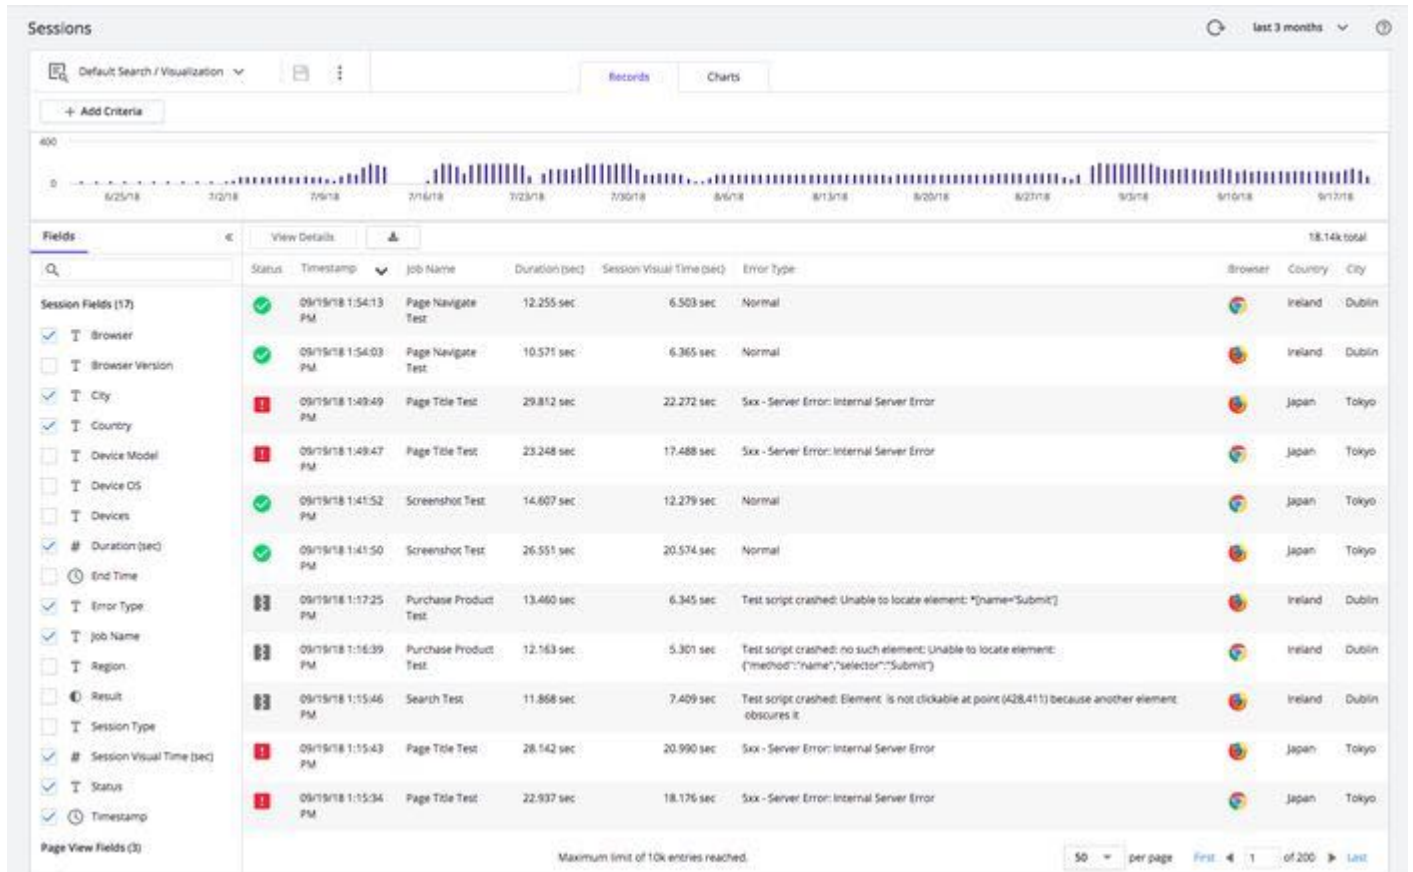 Sessions
last 3 months
Default Search / Visualization
Records
Charts
+ Add Criteria
400
0
6/25/18 7/2/18 7/9/18 7/16/18 7/23/18 7/30/18 8/6/18 8/13/18 8/20/18 8/27/18 9/3/18 9/10/18 9/17/18
Fields
View Details
18.14k total
Session Fields (17)
Browser
Browser Version
City
Country
Device Model
Device OS
Devices
Duration (sec)
End Time
Error Type
Job Name
Region
Result
Session Type
Session Visual Time (sec)
Status
Timestamp
Page View Fields (3)
Status Timestamp Job Name Duration (sec) Session Visual Time (sec) Error Type Browser Country City
09/19/18 1:54:13 Page Navigate 12.255 sec 6.503 sec Normal Ireland Dublin
PM Test
09/19/18 1:54:03 Page Navigate 10.571 sec 6.365 sec Normal Ireland Dublin
PM Test
09/19/18 1:49:49 Page Title Test 29.812 sec 22.272 sec 5xx - Server Error: Internal Server Error Japan Tokyo
PM
09/19/18 1:49:47 Page Title Test 23.248 sec 17.488 sec 5xx - Server Error: Internal Server Error Japan Tokyo
PM
09/19/18 1:41:52 Screenshot Test 14.607 sec 12.279 sec Normal Japan Tokyo
PM
09/19/18 1:41:50 Screenshot Test 26.551 sec 20.574 sec Normal Japan Tokyo
PM
09/19/18 1:17:25 Purchase Product 13.460 sec 6.345 sec Test script crashed: Unable to locate element: *[name='Submit'] Ireland Dublin
PM Test
09/19/18 1:16:39 Purchase Product 12.163 sec 5.301 sec Test script crashed: no such element: Unable to locate element: Ireland Dublin
PM Test {"method":"name","selector":"Submit"}
09/19/18 1:15:46 Search Test 11.868 sec 7.409 sec Test script crashed: Element is not clickable at point (428,411) because another element Ireland Dublin
PM obscures it
09/19/18 1:15:43 Page Title Test 28.142 sec 20.990 sec 5xx - Server Error: Internal Server Error Japan Tokyo
PM
09/19/18 1:15:34 Page Title Test 22.937 sec 18.176 sec 5xx - Server Error: Internal Server Error Japan Tokyo
PM
Maximum limit of 10k entries reached.
50 per page First 1 of 200 Last